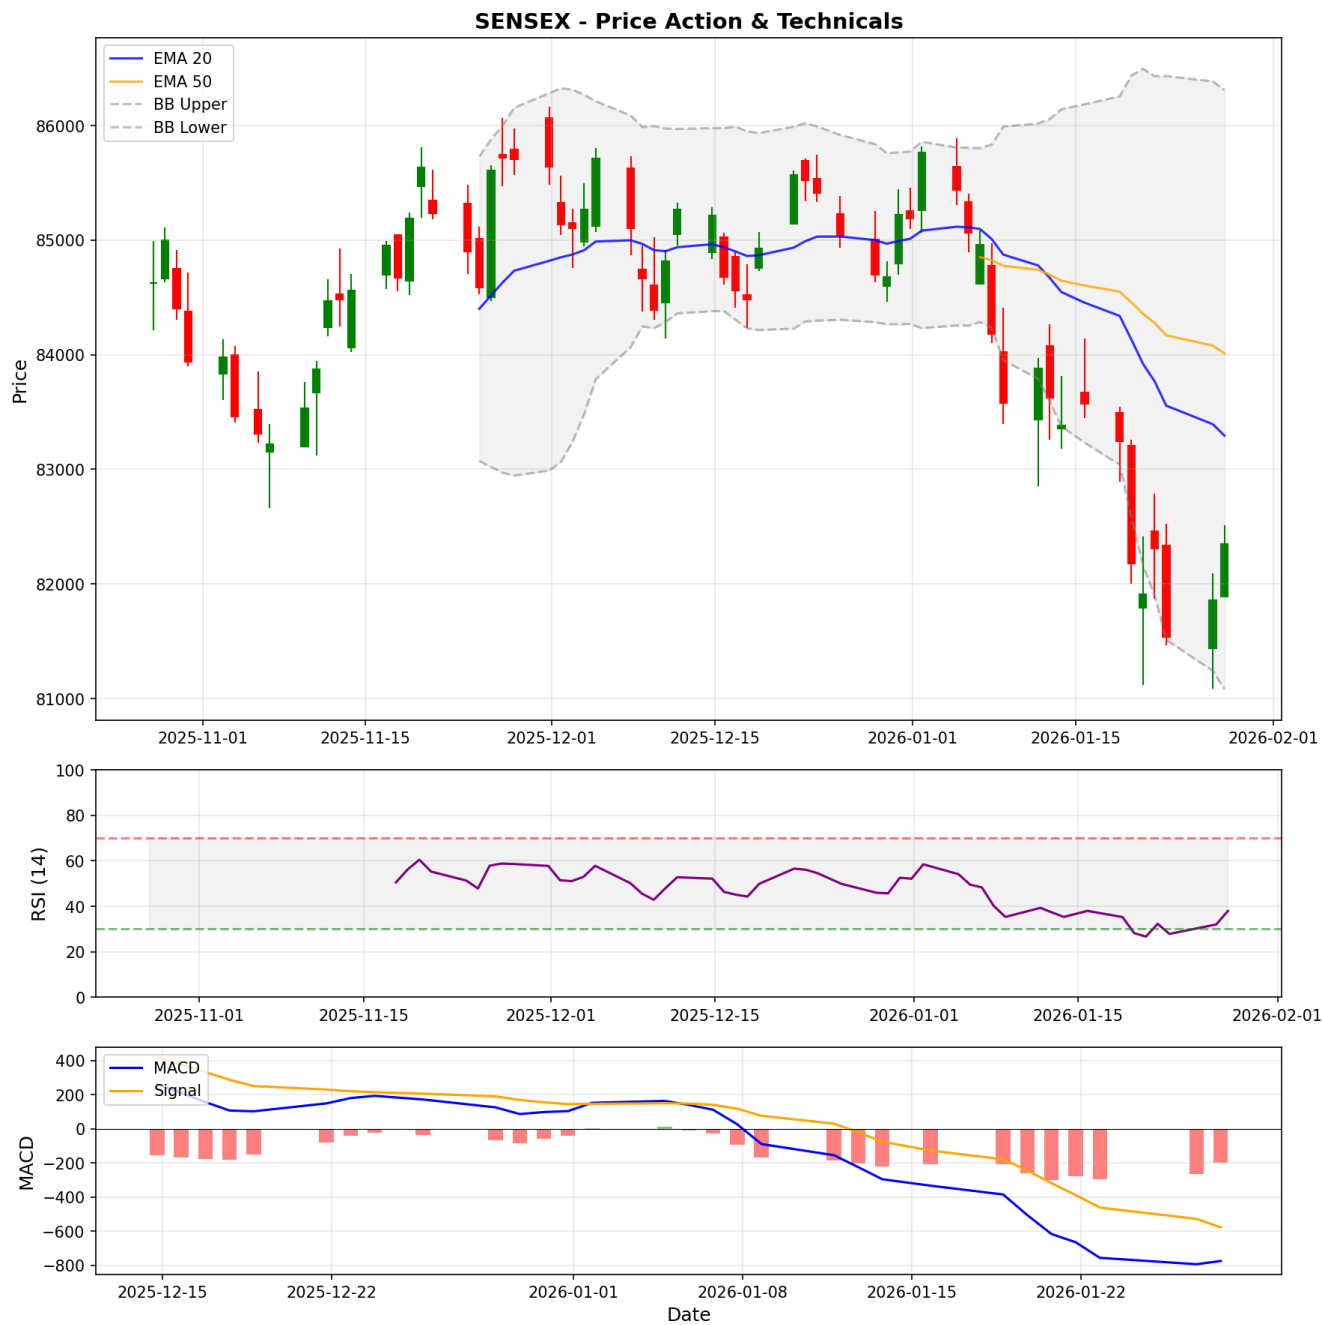 SENSEX - Price Action & Technicals
EMA 20
EMA 50
BB Upper
BB Lower
Price
86000
85000
84000
83000
82000
81000
2025-11-01 2025-11-15 2025-12-01 2025-12-15 2026-01-01 2026-01-15 2026-02-01
RSI (14)
100
80
60
40
20
0
2025-11-01 2025-11-15 2025-12-01 2025-12-15 2026-01-01 2026-01-15 2026-02-01
MACD
Signal
MACD
400
200
0
−200
−400
−600
−800
2025-12-15 2025-12-22 2026-01-01 2026-01-08 2026-01-15 2026-01-22
Date